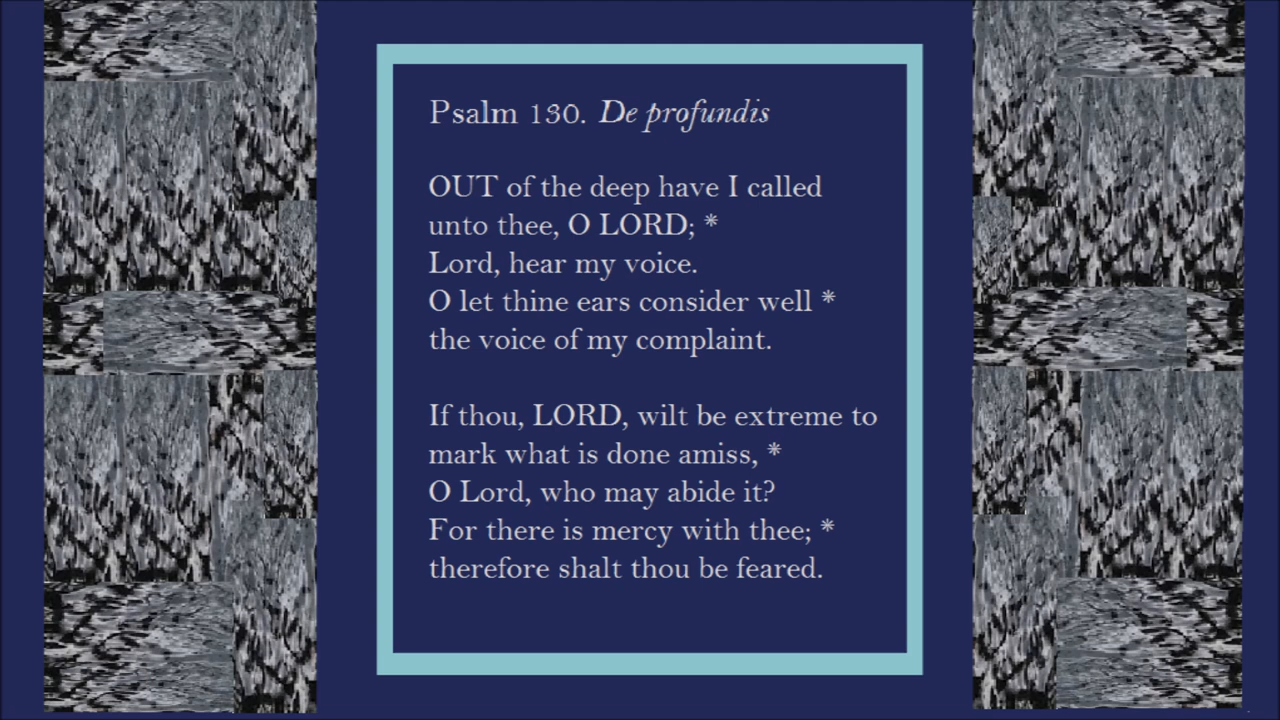 Psalm 130. De profundis
OUT of the deep have I called
unto thee, O LORD; *
Lord, hear my voice.
O let thine ears consider well *
the voice of my complaint.
If thou, LORD, wilt be extreme to
mark what is done amiss, *
O Lord, who may abide it?
For there is mercy with thee; *
therefore shalt thou be feared.